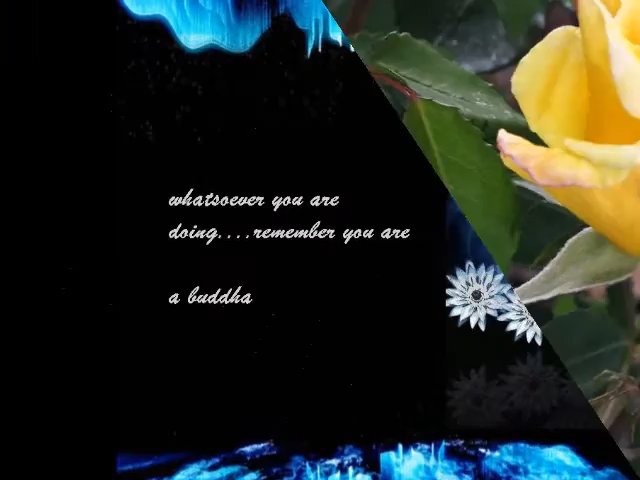 whatsoever you are
doing....remember you are
a buddha